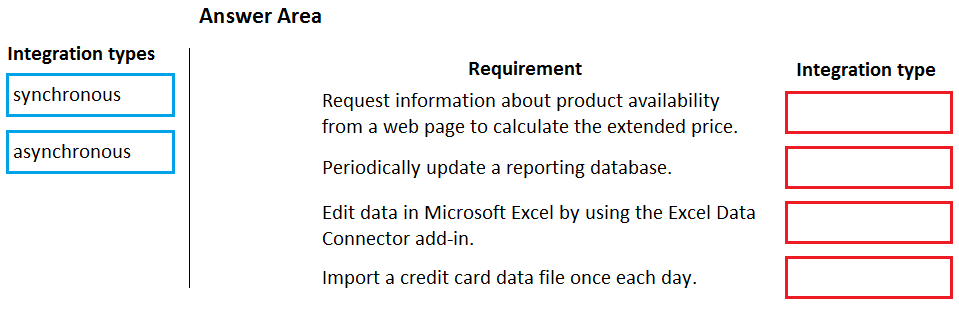 Answer Area
Integration types
synchronous
asynchronous
Requirement
Integration type
Request information about product availability
from a web page to calculate the extended price.
Periodically update a reporting database.
Edit data in Microsoft Excel by using the Excel Data
Connector add-in.
Import a credit card data file once each day.